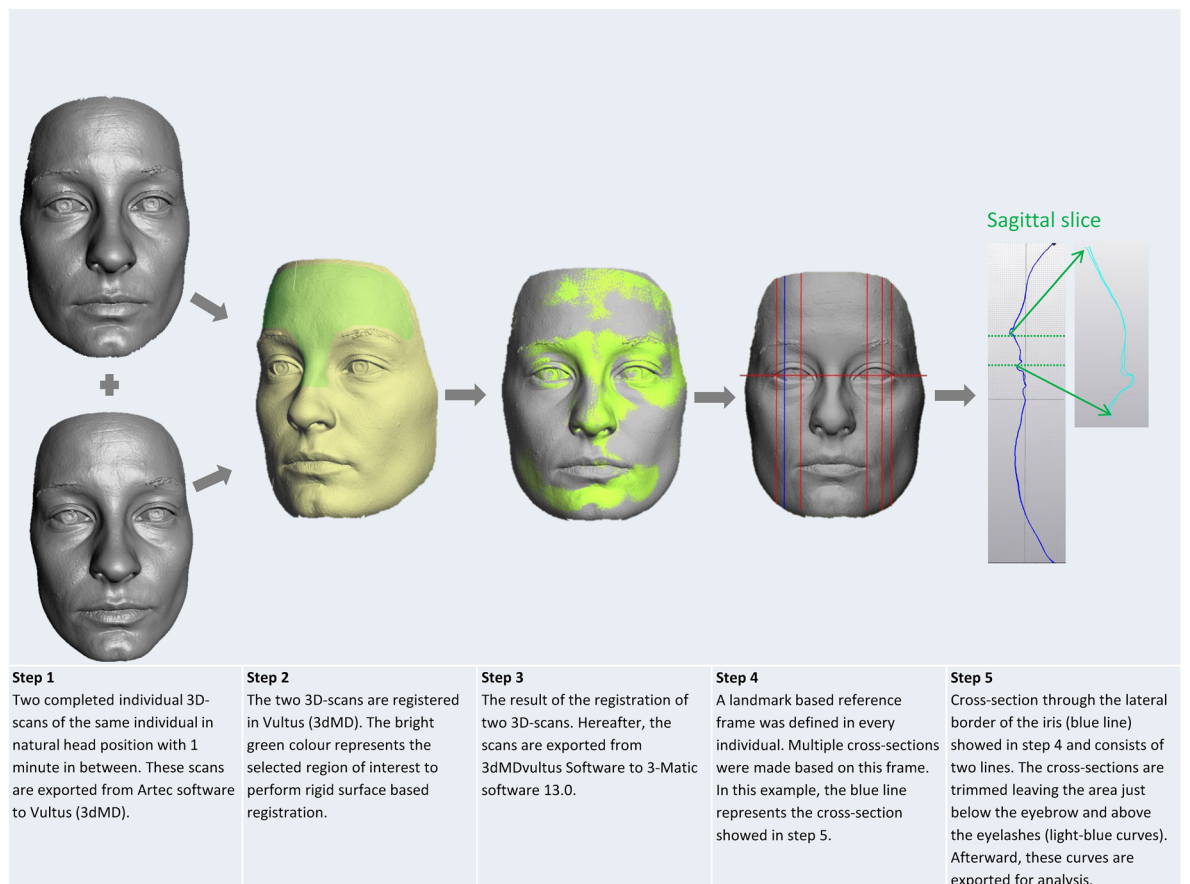 Sagittal slice
Step 1
Two completed individual 3D-
scans of the same individual in
natural head position with 1
minute in between. These scans
are exported from Artec software
to Vultus (3dMD).
Step 2
The two 3D-scans are registered
in Vultus (3dMD). The bright
green colour represents the
selected region of interest to
perform rigid surface based
registration.
Step 3
The result of the registration of
two 3D-scans. Hereafter, the
scans are exported from
3dMDvultus Software to 3-Matic
software 13.0.
Step 4
A landmark based reference
frame was defined in every
individual. Multiple cross-sections
were made based on this frame.
In this example, the blue line
represents the cross-section
showed in step 5.
Step 5
Cross-section through the lateral
border of the iris (blue line)
showed in step 4 and consists of
two lines. The cross-sections are
trimmed leaving the area just
below the eyebrow and above
the eyelashes (light-blue curves).
Afterward, these curves are
exported for analysis.